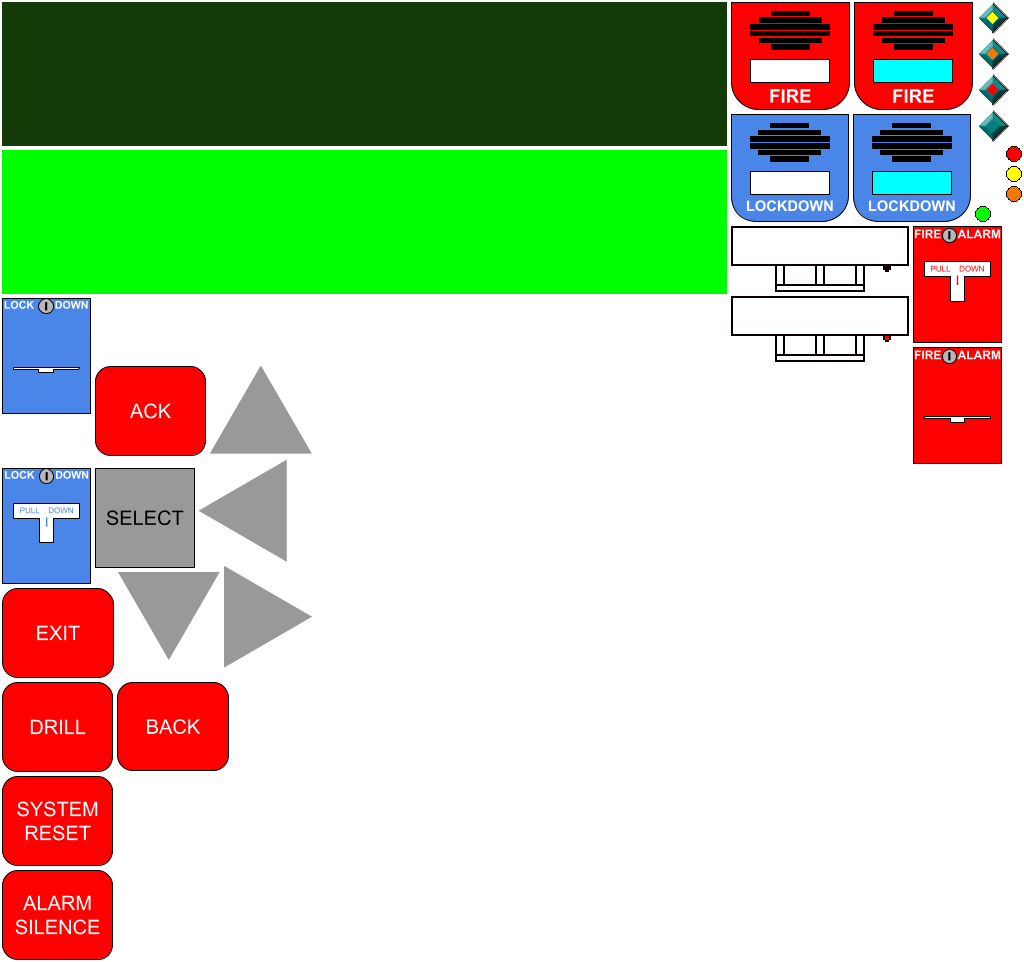 FIRE
FIRE
LOCKDOWN
LOCKDOWN
FIRE ALARM
PULL DOWN
LOCK DOWN
FIRE ALARM
ACK
LOCK DOWN
PULL DOWN
SELECT
EXIT
DRILL
BACK
SYSTEM
RESET
ALARM
SILENCE